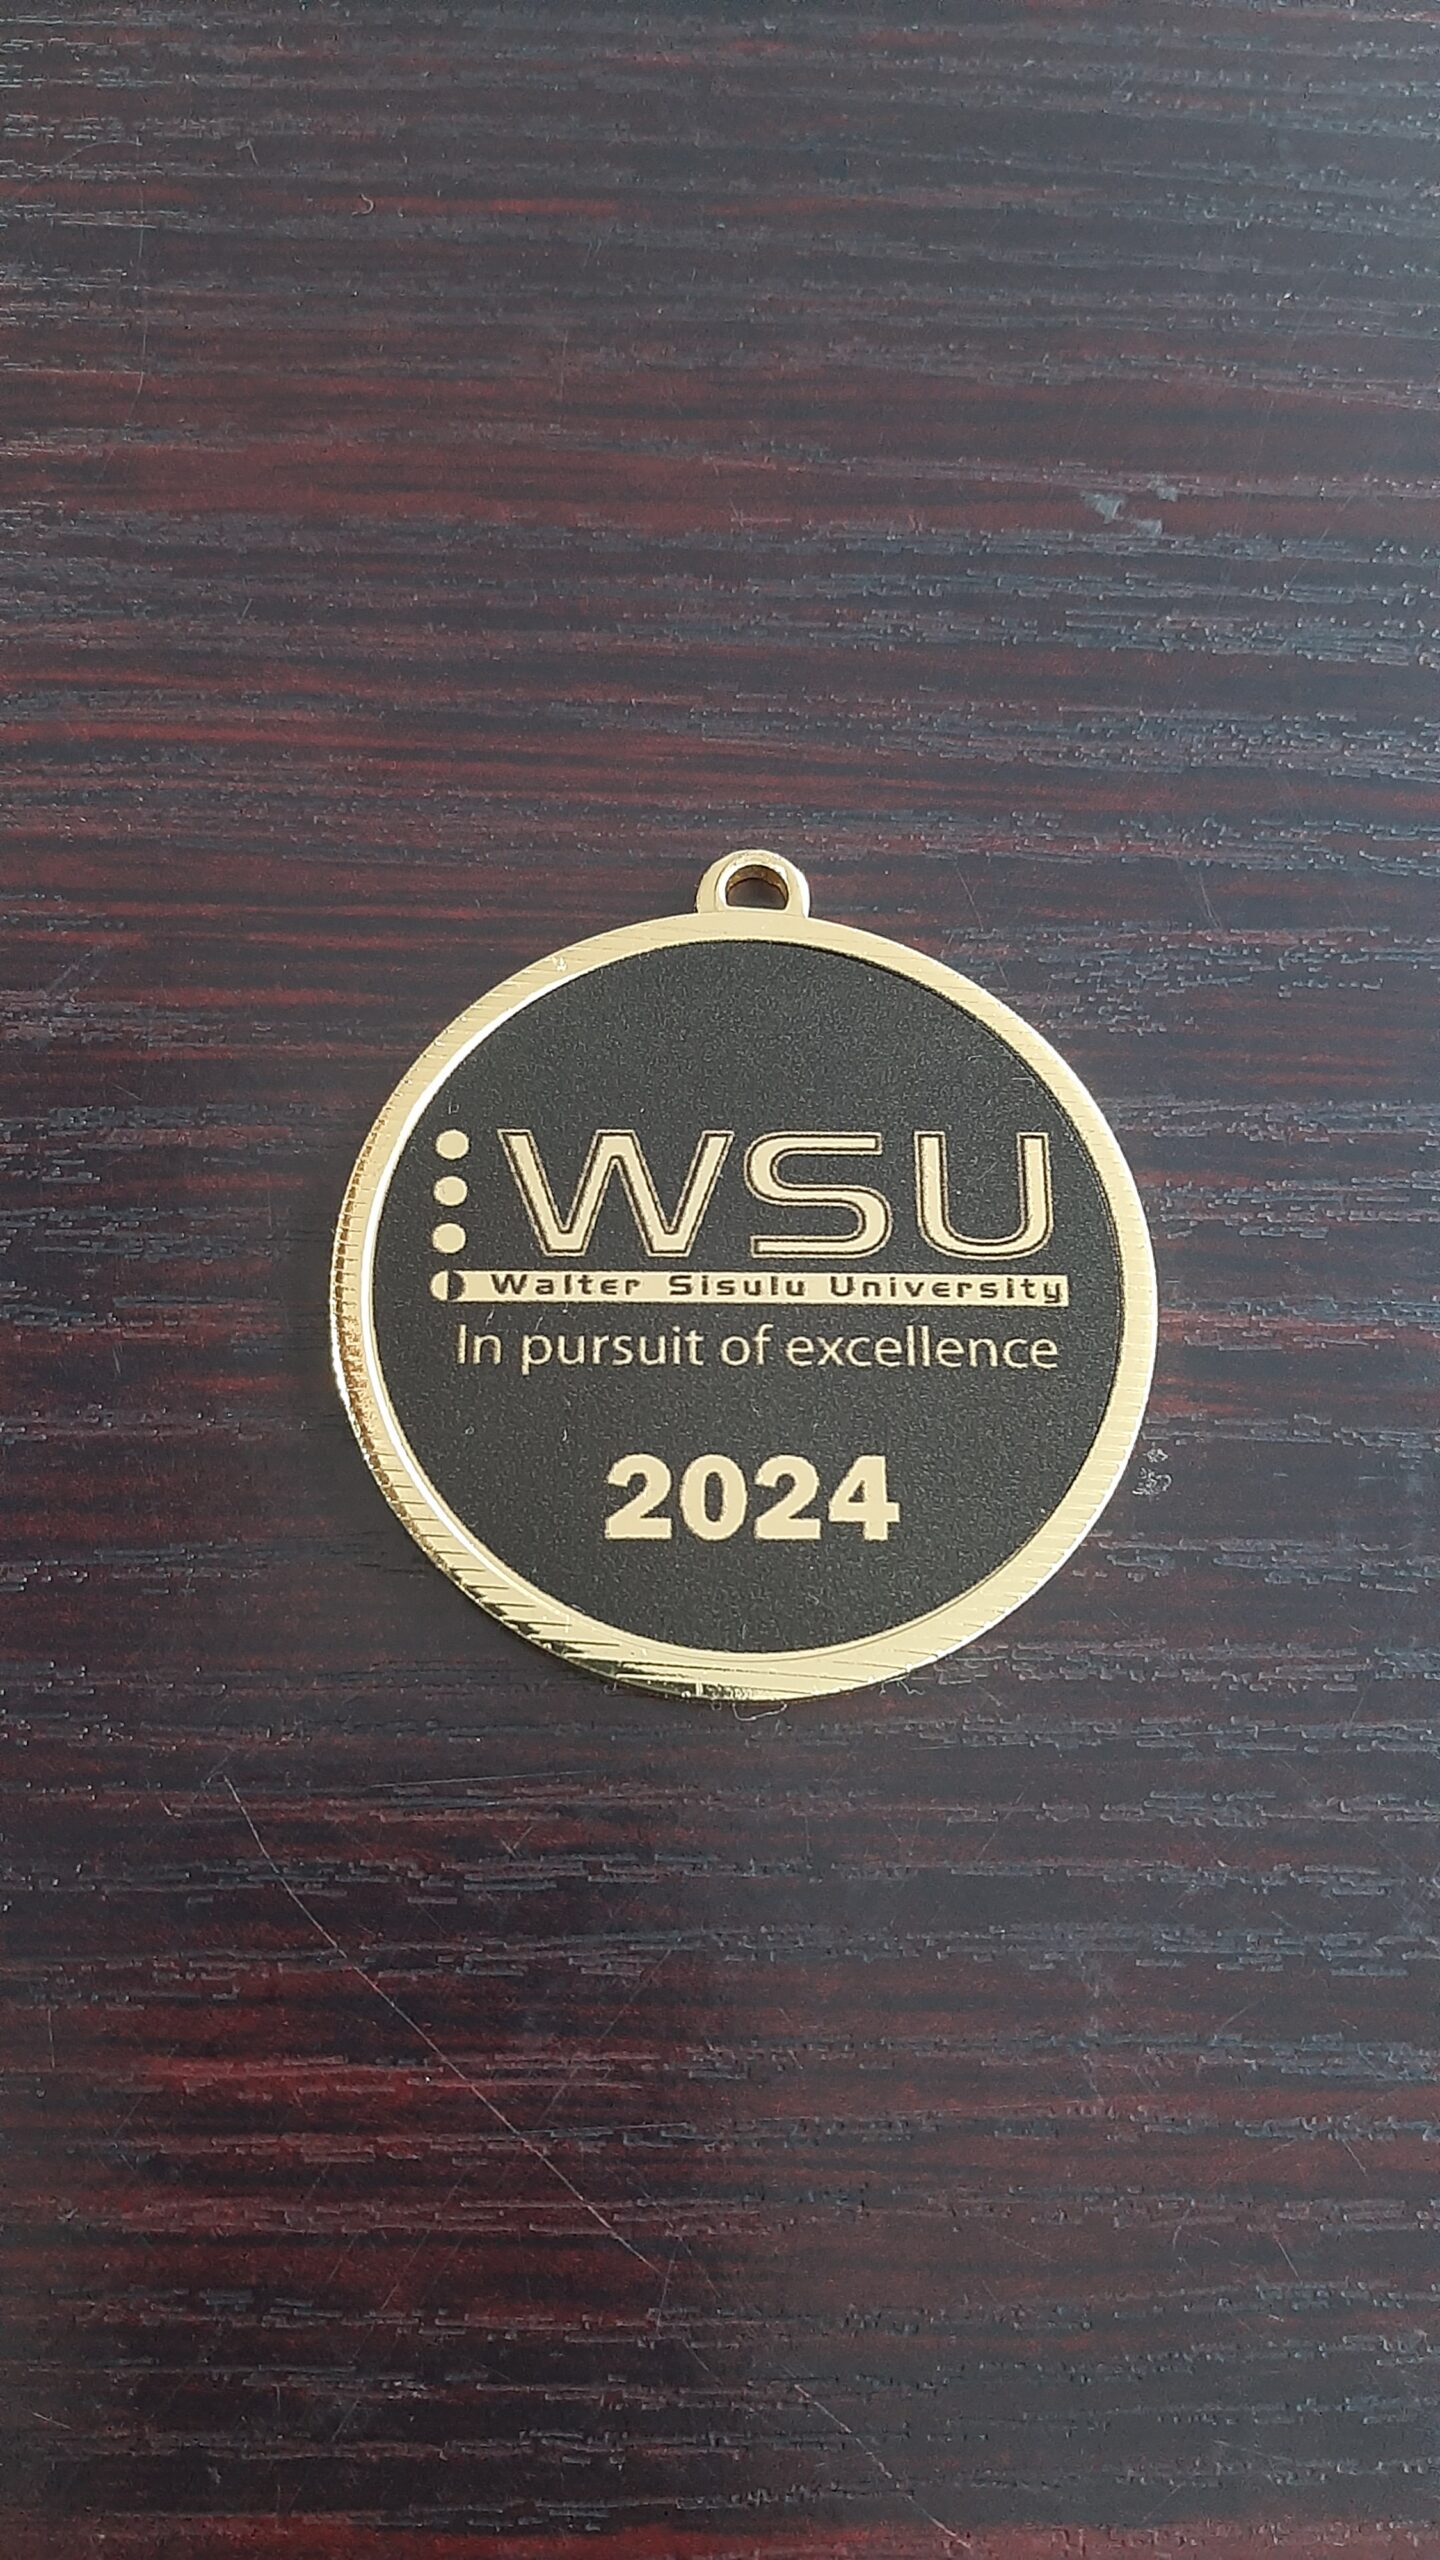 WSU
Walter Sisulu University
In pursuit of excellence
2024